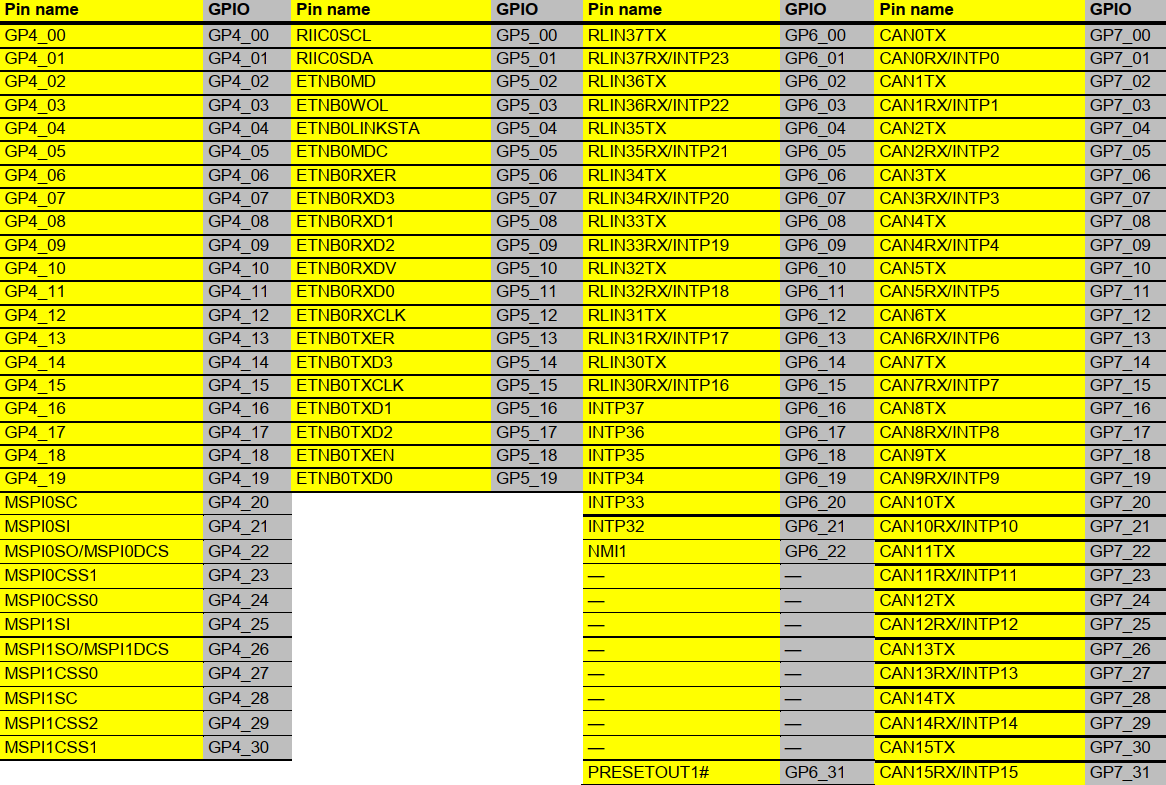 Pin name GPIO Pin name GPIO Pin name GPIO Pin name GPIO
GP4_00 GP4_00 RIIC0SCL GP5_00 RLIN37TX GP6_00 CAN0TX GP7_00
GP4_01 GP4_01 RIIC0SDA GP5_01 RLIN37RX/INTP23 GP6_01 CAN0RX/INTP0 GP7_01
GP4_02 GP4_02 ETNB0MD GP5_02 RLIN36TX GP6_02 CAN1TX GP7_02
GP4_03 GP4_03 ETNB0WOL GP5_03 RLIN36RX/INTP22 GP6_03 CAN1RX/INTP1 GP7_03
GP4_04 GP4_04 ETNB0LINKSTA GP5_04 RLIN35TX GP6_04 CAN2TX GP7_04
GP4_05 GP4_05 ETNB0MDC GP5_05 RLIN35RX/INTP21 GP6_05 CAN2RX/INTP2 GP7_05
GP4_06 GP4_06 ETNB0RXER GP5_06 RLIN34TX GP6_06 CAN3TX GP7_06
GP4_07 GP4_07 ETNB0RXD3 GP5_07 RLIN34RX/INTP20 GP6_07 CAN3RX/INTP3 GP7_07
GP4_08 GP4_08 ETNB0RXD1 GP5_08 RLIN33TX GP6_08 CAN4TX GP7_08
GP4_09 GP4_09 ETNB0RXD2 GP5_09 RLIN33RX/INTP19 GP6_09 CAN4RX/INTP4 GP7_09
GP4_10 GP4_10 ETNB0RXDV GP5_10 RLIN32TX GP6_10 CAN5TX GP7_10
GP4_11 GP4_11 ETNB0RXD0 GP5_11 RLIN32RX/INTP18 GP6_11 CAN5RX/INTP5 GP7_11
GP4_12 GP4_12 ETNB0RXCLK GP5_12 RLIN31TX GP6_12 CAN6TX GP7_12
GP4_13 GP4_13 ETNB0TXER GP5_13 RLIN31RX/INTP17 GP6_13 CAN6RX/INTP6 GP7_13
GP4_14 GP4_14 ETNB0TXD3 GP5_14 RLIN30TX GP6_14 CAN7TX GP7_14
GP4_15 GP4_15 ETNB0TXCLK GP5_15 RLIN30RX/INTP16 GP6_15 CAN7RX/INTP7 GP7_15
GP4_16 GP4_16 ETNB0TXD1 GP5_16 INTP37 GP6_16 CAN8TX GP7_16
GP4_17 GP4_17 ETNB0TXD2 GP5_17 INTP36 GP6_17 CAN8RX/INTP8 GP7_17
GP4_18 GP4_18 ETNB0TXEN GP5_18 INTP35 GP6_18 CAN9TX GP7_18
GP4_19 GP4_19 ETNB0TXD0 GP5_19 INTP34 GP6_19 CAN9RX/INTP9 GP7_19
MSPI0SC GP4_20 INTP33 GP6_20 CAN10TX GP7_20
MSPI0SI GP4_21 INTP32 GP6_21 CAN10RX/INTP10 GP7_21
MSPI0SO/MSPI0DCS GP4_22 NMI1 GP6_22 CAN11TX GP7_22
MSPI0CSS1 GP4_23 — — CAN11RX/INTP11 GP7_23
MSPI0CSS0 GP4_24 — — CAN12TX GP7_24
MSPI1SI GP4_25 — — CAN12RX/INTP12 GP7_25
MSPI1SO/MSPI1DCS GP4_26 — — CAN13TX GP7_26
MSPI1CSS0 GP4_27 — — CAN13RX/INTP13 GP7_27
MSPI1SC GP4_28 — — CAN14TX GP7_28
MSPI1CSS2 GP4_29 — — CAN14RX/INTP14 GP7_29
MSPI1CSS1 GP4_30 — — CAN15TX GP7_30
PRESETOUT1# GP6_31 CAN15RX/INTP15 GP7_31